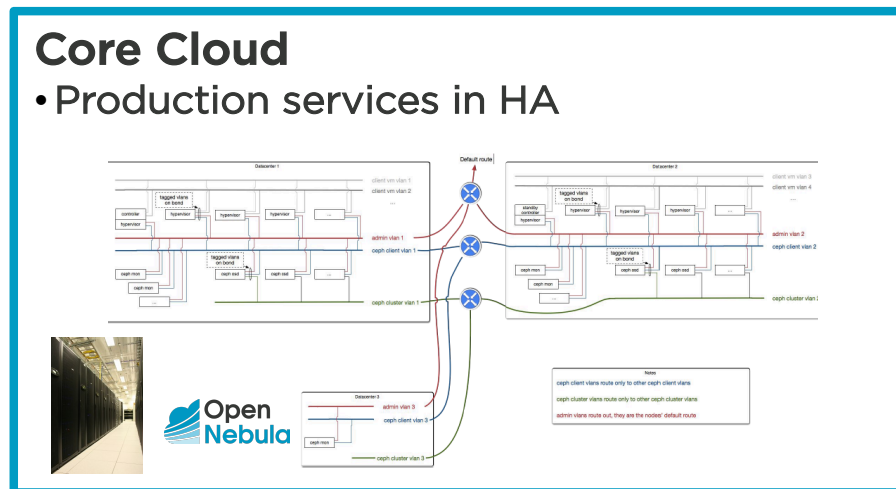 Core Cloud
• Production services in HA
Default route
Datacenter 1
client vm vlan 1
client vm vlan 2
...
tagged vlans
on bond
controller
hypervisor
hypervisor
hypervisor
hypervisor
...
admin vlan 1
ceph client vlan 1
tagged vlans
on bond
ceph mon
ceph osd
ceph osd
...
ceph mon
...
ceph cluster vlan 1
Datacenter 2
client vm vlan 3
client vm vlan 4
...
tagged vlans
on bond
standby
controller
hypervisor
hypervisor
hypervisor
hypervisor
...
admin vlan 2
ceph client vlan 2
tagged vlans
on bond
ceph mon
ceph osd
ceph osd
...
ceph mon
...
ceph cluster vlan
Datacenter 3
admin vlan 3
ceph client vlan 3
ceph mon
ceph cluster vlan 3
Notes
ceph client vlans route only to other ceph client vlans
ceph cluster vlans route only to other ceph cluster vlans
admin vlans route out, they are the nodes' default route
Open
Nebula